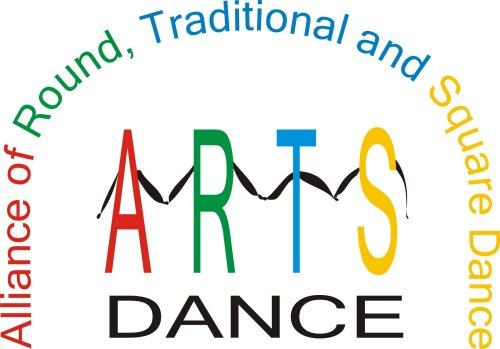 Alliance of Round, Traditional and Square Dance
ARTS
DANCE